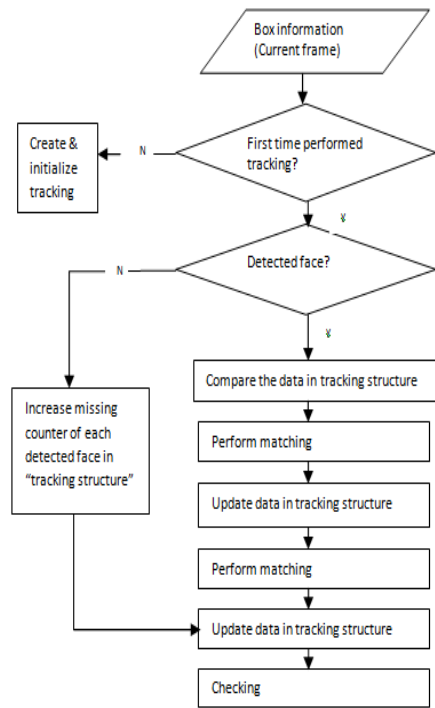 Box information
(Current frame)
First time performed
tracking?
N
Create &
initialize
tracking
Y
Detected face?
N
Y
Compare the data in tracking structure
Increase missing
counter of each
detected face in
"tracking structure"
Perform matching
Update data in tracking structure
Perform matching
Update data in tracking structure
Checking